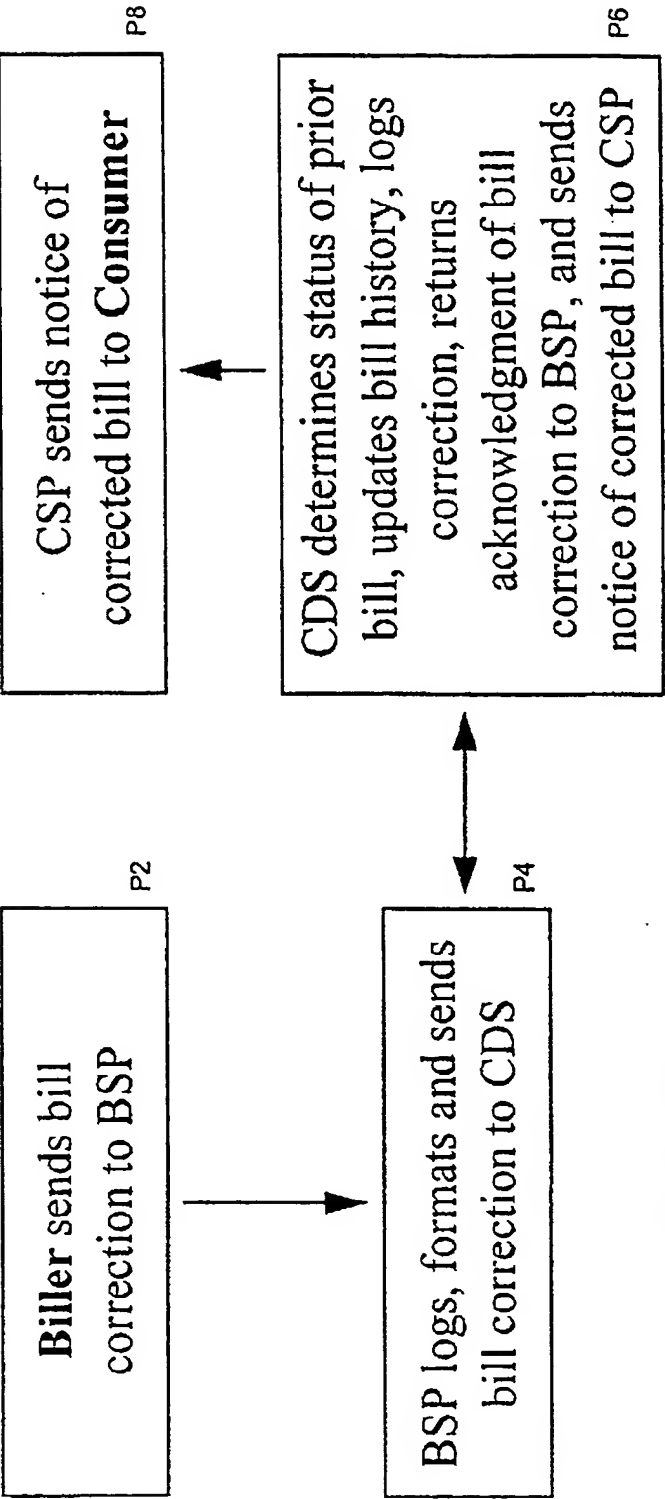 Biller sends bill
correction to BSP
P2
BSP logs, formats and sends
bill correction to CDS
P4
CDS determines status of prior
bill, updates bill history, logs
correction, returns
acknowledgment of bill
correction to BSP, and sends
notice of corrected bill to CSP
P6
CSP sends notice of
corrected bill to Consumer
P8